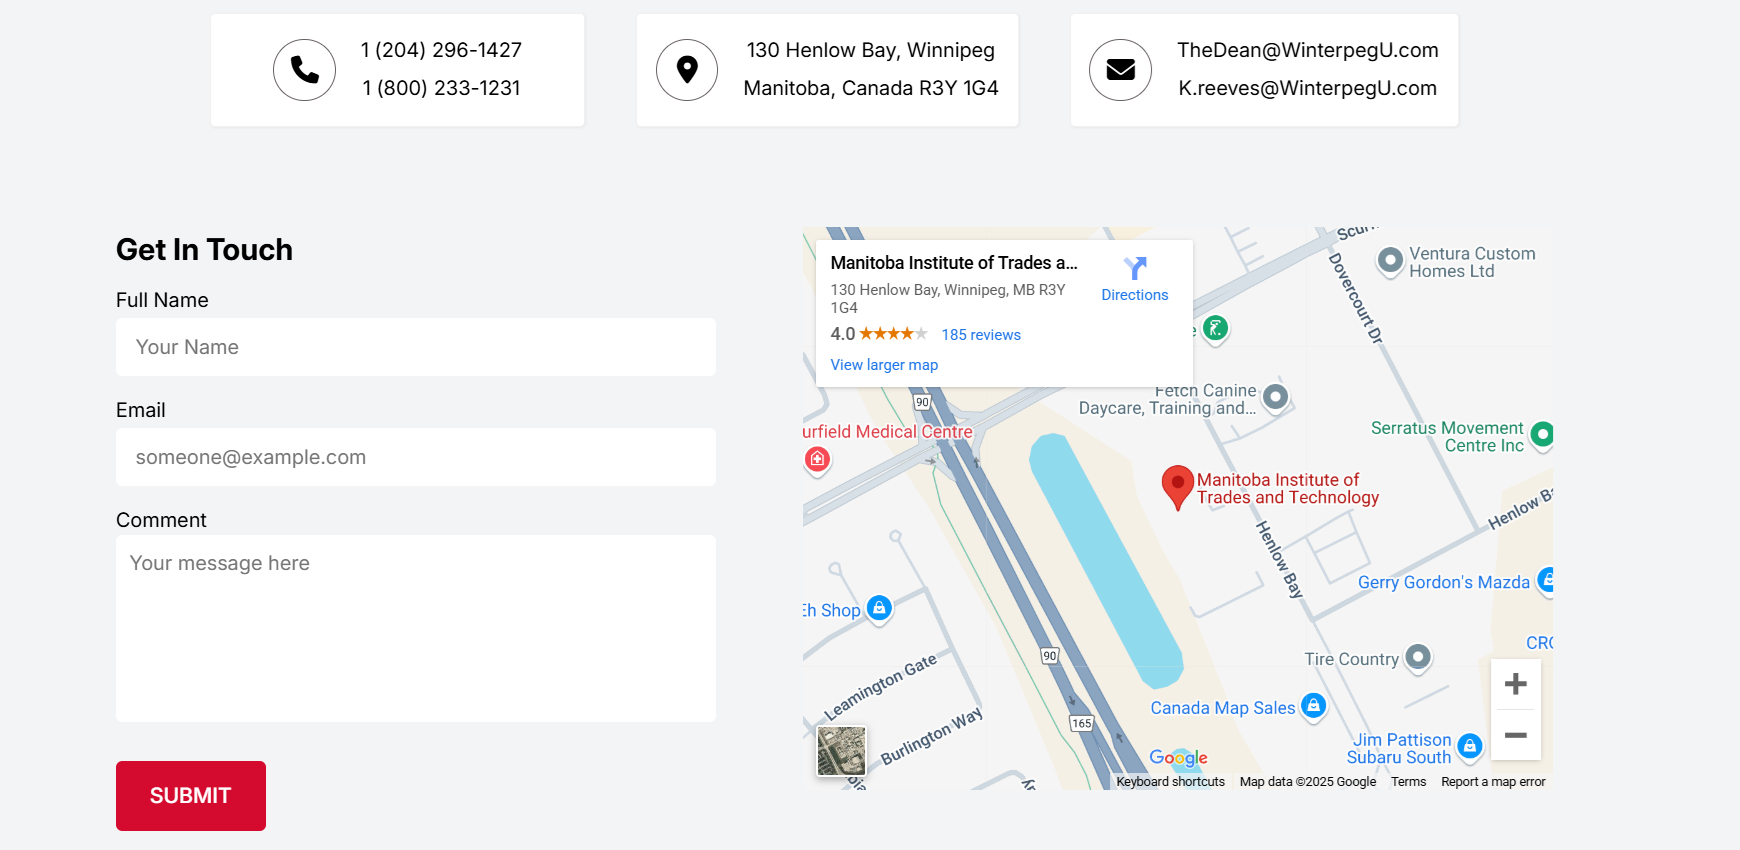 1 (204) 296-1427
1 (800) 233-1231
130 Henlow Bay, Winnipeg
Manitoba, Canada R3Y 1G4
TheDean@WinterpegU.com
K.reeves@WinterpegU.com
Get In Touch
Full Name
Your Name
Email
someone@example.com
Comment
Your message here
SUBMIT
Manitoba Institute of Trades a...
130 Henlow Bay, Winnipeg, MB R3Y
1G4
4.0
185 reviews
View larger map
Directions
Dovercourt Dr
Ventura Custom
Homes Ltd
90
Fetch Canine
Daycare, Training and...
urfield Medical Centre
Serratus Movement
Centre Inc
Manitoba Institute of
Trades and Technology
Henlow Ba
Henlow Bay
Gerry Gordon's Mazda
Eh Shop
90
Leamington Gate
Tire Country
CRC
Canada Map Sales
165
Burlington Way
Jim Pattison
Subaru South
Google
Keyboard shortcuts
Map data ©2025 Google
Terms
Report a map error